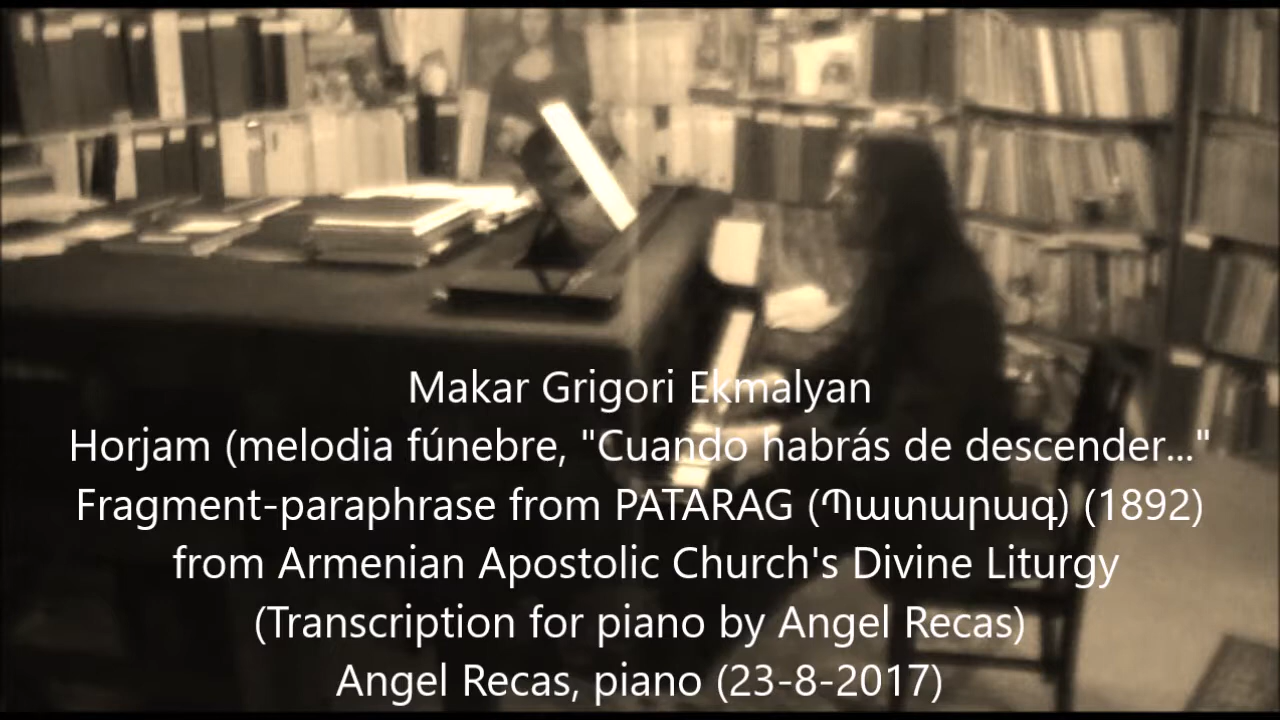 Makar Grigori Ekmalyan
Horjam (melodia fúnebre, "Cuando habrás de descender..."
Fragment-paraphrase from PATARAG (Պատարագ) (1892)
from Armenian Apostolic Church's Divine Liturgy
(Transcription for piano by Angel Recas)
Angel Recas, piano (23-8-2017)